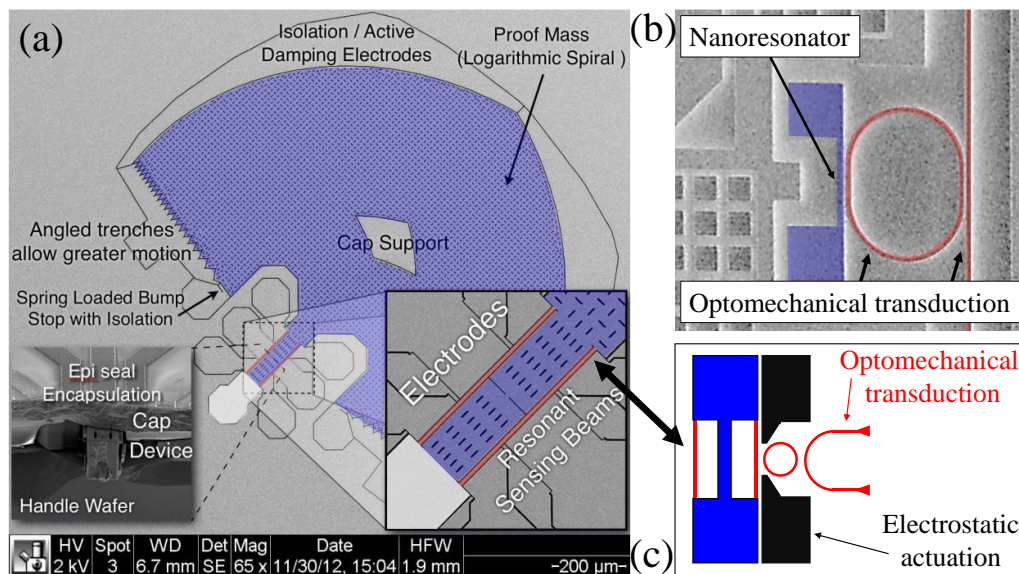 (a)
Isolation / Active
Damping Electrodes
Proof Mass
(Logarithmic Spiral )
Cap Support
Angled trenches
allow greater motion
Spring Loaded Bump
Stop with Isolation
Epi seal
Encapsulation
Cap
Device
Handle Wafer
Electrodes
Resonant
Sensing Beams
HV Spot WD Det Mag Date HFW
2 kV 3 6.7 mm SE 65 x 11/30/12, 15:04 1.9 mm -200 µm-
(b)
Nanoresonator
Optomechanical transduction
(c)
Optomechanical
transduction
Electrostatic
actuation